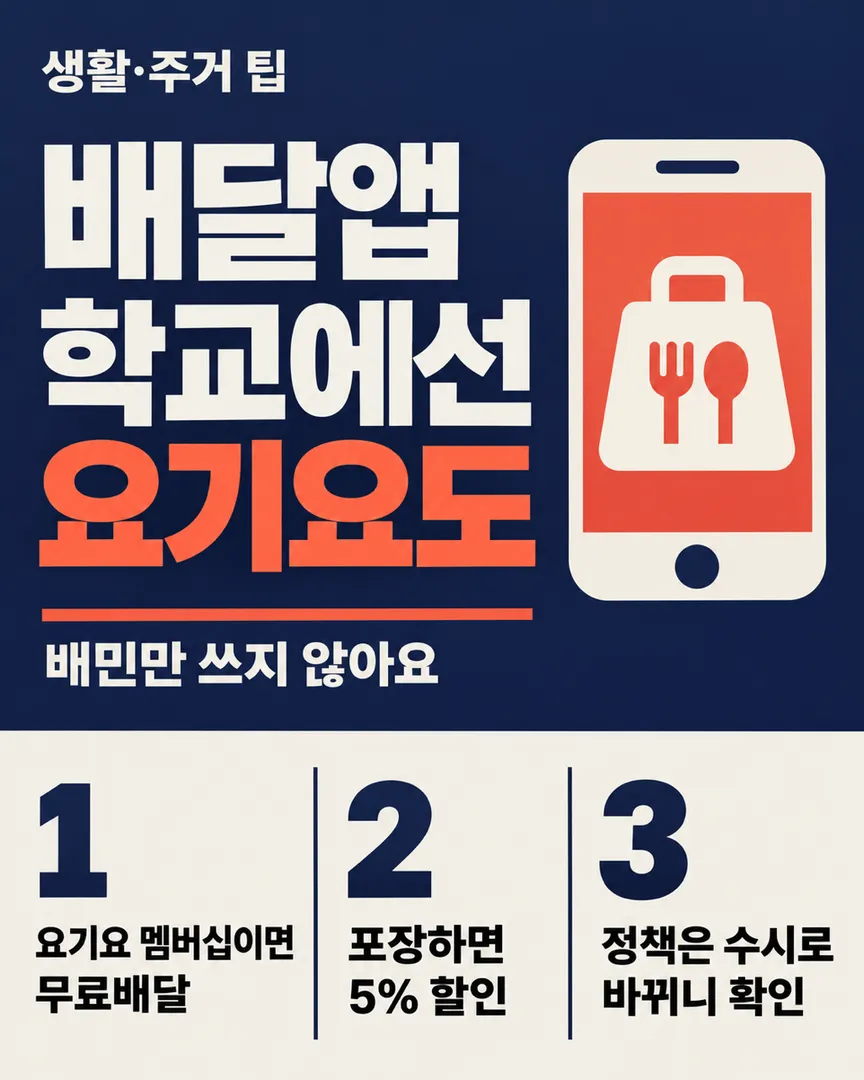 생활·주거 팁
배달앱
학교에선
요기요도
배민만 쓰지 않아요
1
요기요 멤버십이면
무료배달
2
포장하면
5% 할인
3
정책은 수시로
바뀌니 확인